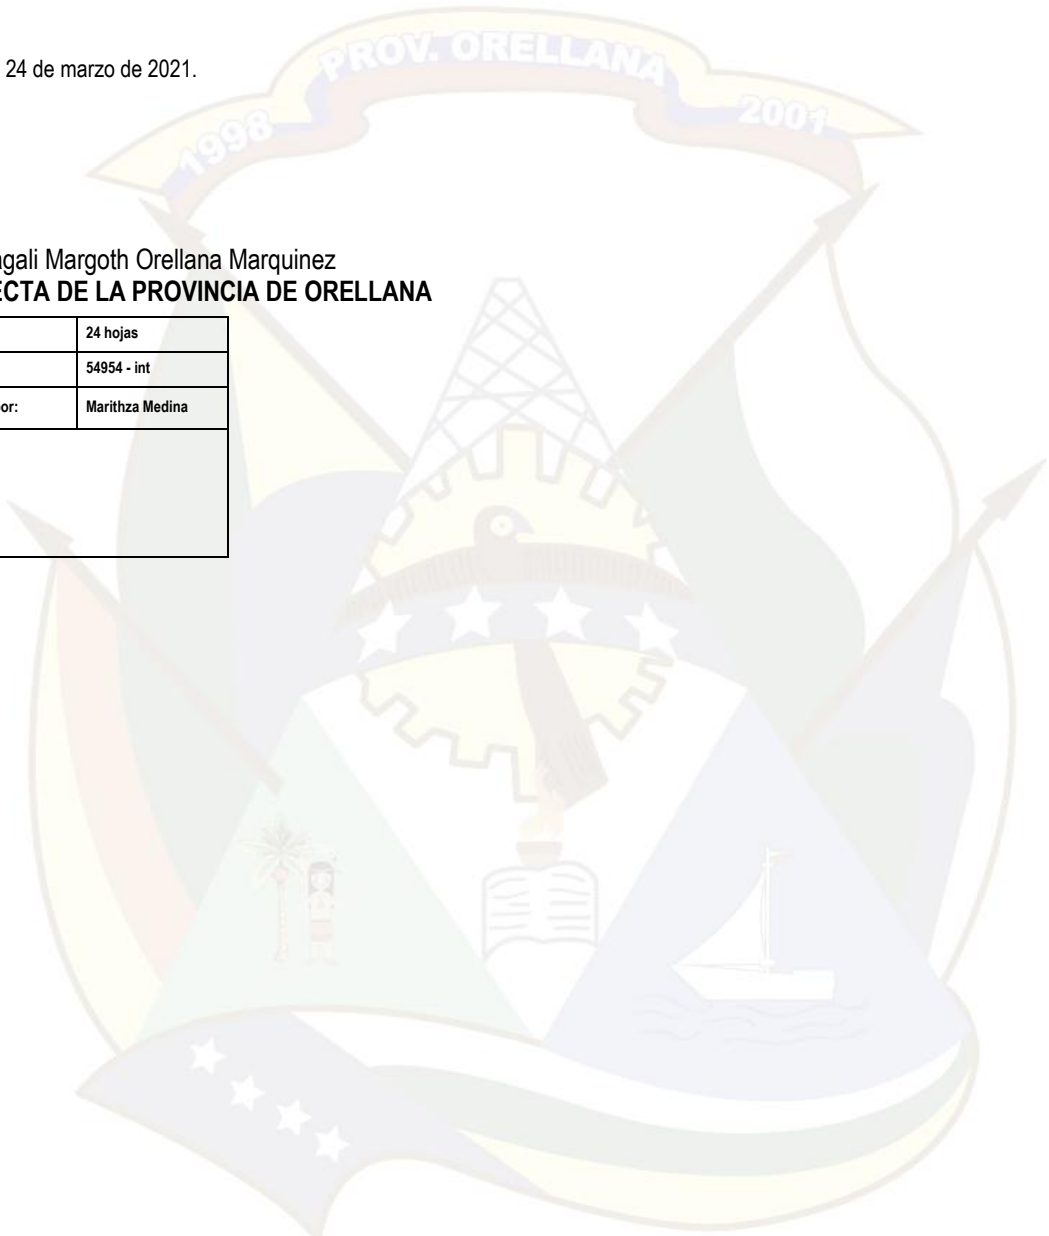 PROV. ORELLANA
1998
2001
24 de marzo de 2021.
gali Margoth Orellana Marquinez
ECTA DE LA PROVINCIA DE ORELLANA
24 hojas
54954 - int
or: Marithza Medina